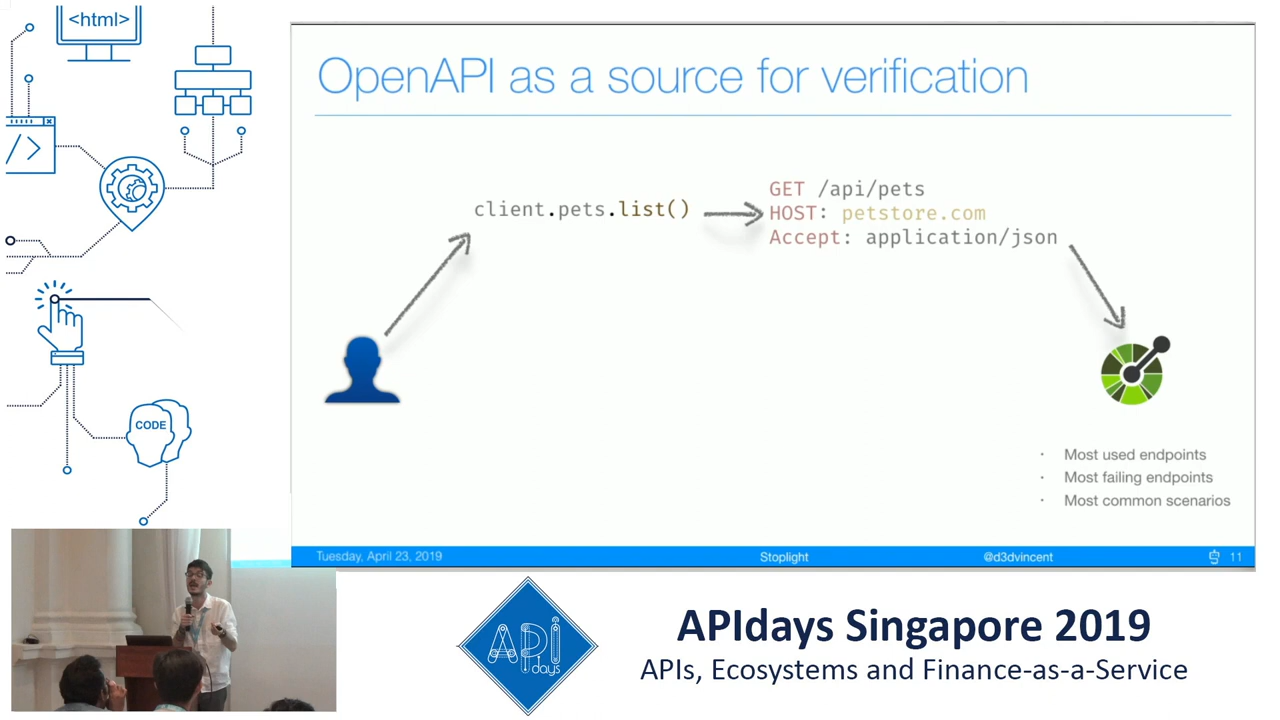 <html>
OpenAPI as a source for verification
</>
GET /api/pets
client.pets.list()
HOST: petstore.com
Accept: application/json
CODE
· Most used endpoints
· Most failing endpoints
· Most common scenarios
Tuesday, April 23, 2019
Stoplight
@d3dvincent
11
API
days
APIdays Singapore 2019
APIs, Ecosystems and Finance-as-a-Service